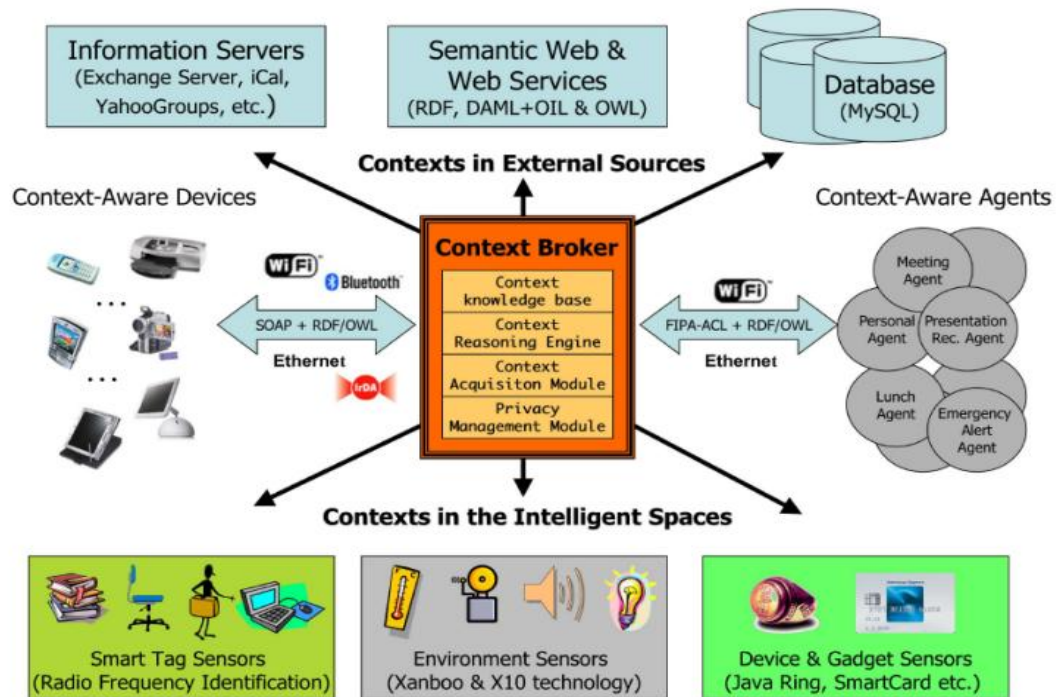 Information Servers
(Exchange Server, iCal,
YahooGroups, etc.)
Semantic Web &
Web Services
(RDF, DAML+OIL & OWL)
Database
(MySQL)
Contexts in External Sources
Context-Aware Devices
Context-Aware Agents
Context Broker
Context
knowledge base
Context
Reasoning Engine
Context
Acquisiton Module
Privacy
Management Module
WiFi
Bluetooth
SOAP + RDF/OWL
Ethernet
IrDA
WiFi
FIPA-ACL + RDF/OWL
Ethernet
Meeting
Agent
Personal
Agent
Presentation
Rec. Agent
Lunch
Agent
Emergency
Alert
Agent
Contexts in the Intelligent Spaces
Smart Tag Sensors
(Radio Frequency Identification)
Environment Sensors
(Xanboo & X10 technology)
Device & Gadget Sensors
(Java Ring, SmartCard etc.)